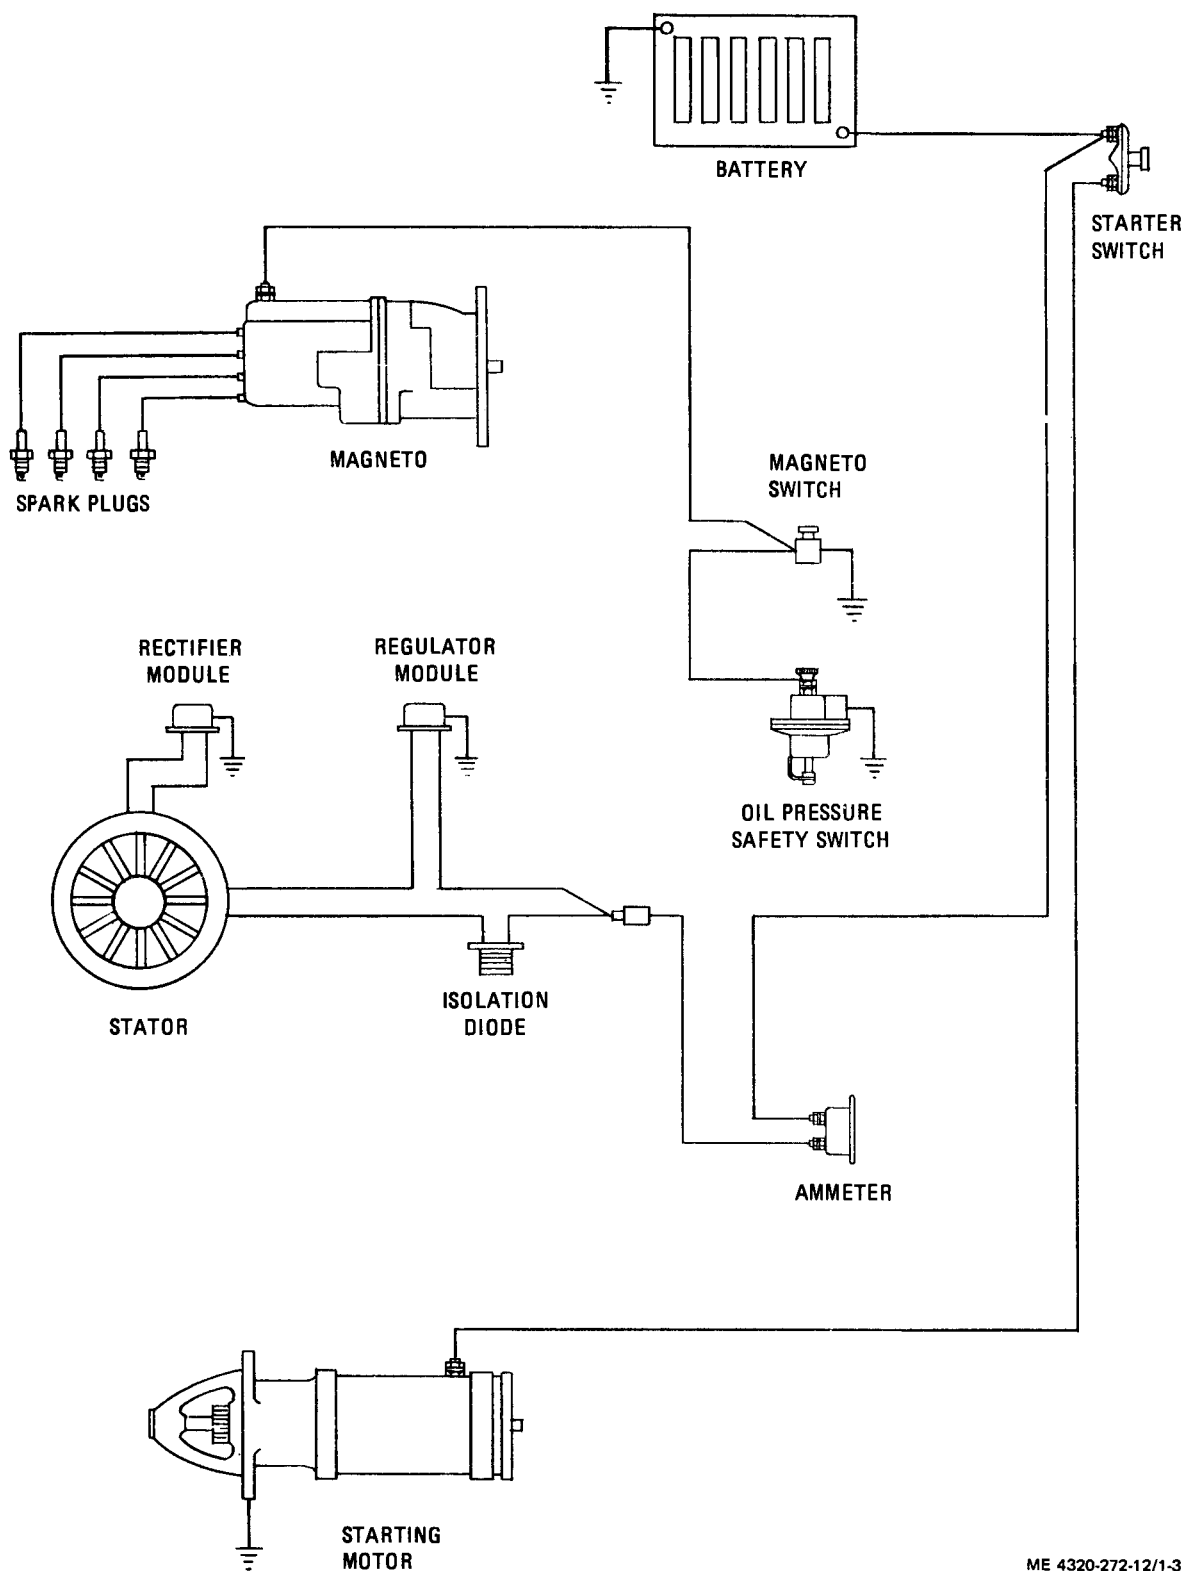 BATTERY
STARTER
SWITCH
MAGNETO
SPARK PLUGS
MAGNETO
SWITCH
RECTIFIER
MODULE
REGULATOR
MODULE
OIL PRESSURE
SAFETY SWITCH
STATOR
ISOLATION
DIODE
AMMETER
STARTING
MOTOR
ME 4320-272-12/1-3